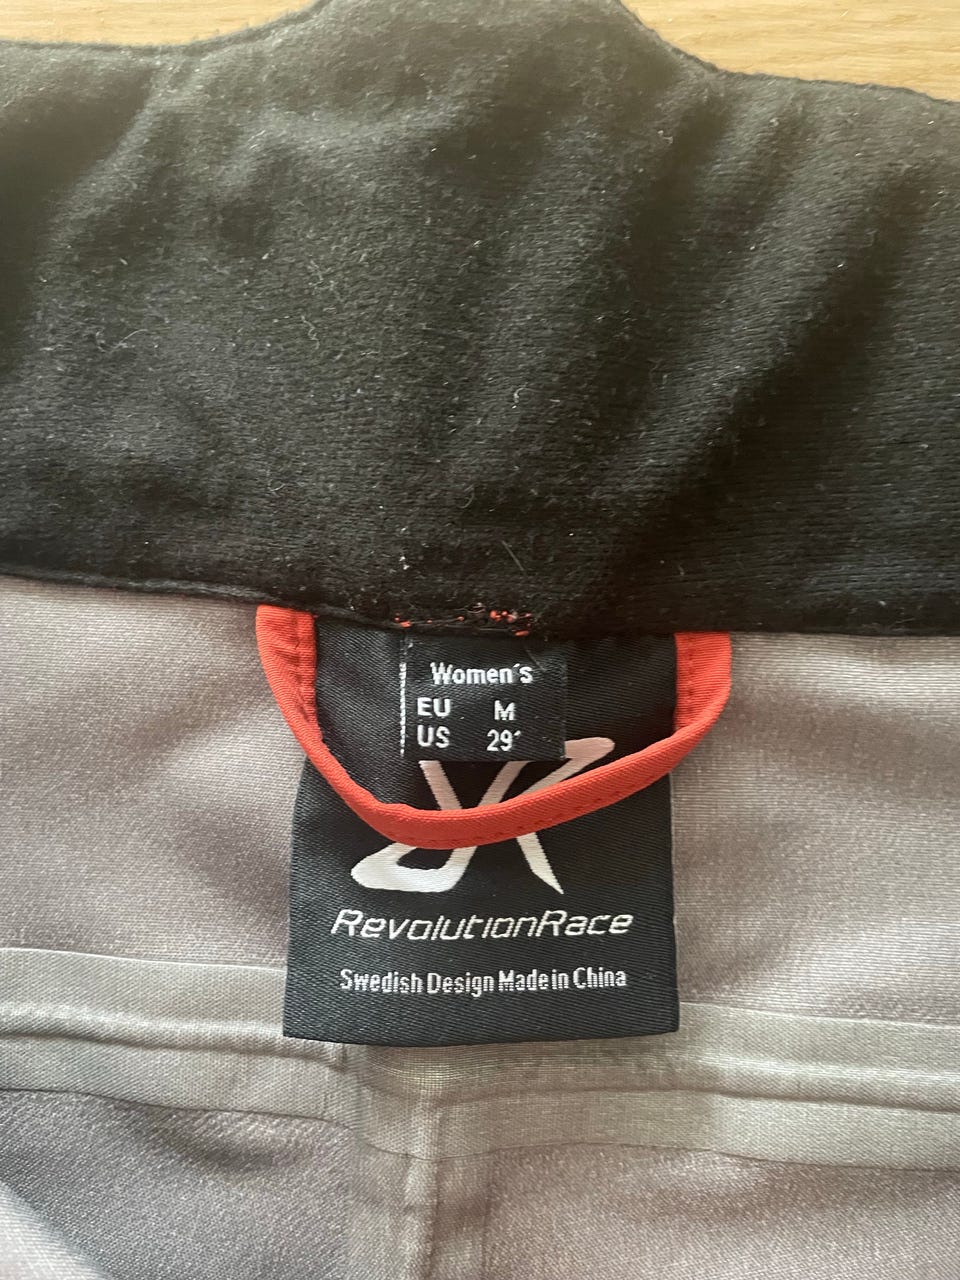 Women´s
EU M
US 29´
RevolutionRace
Swedish Design Made in China